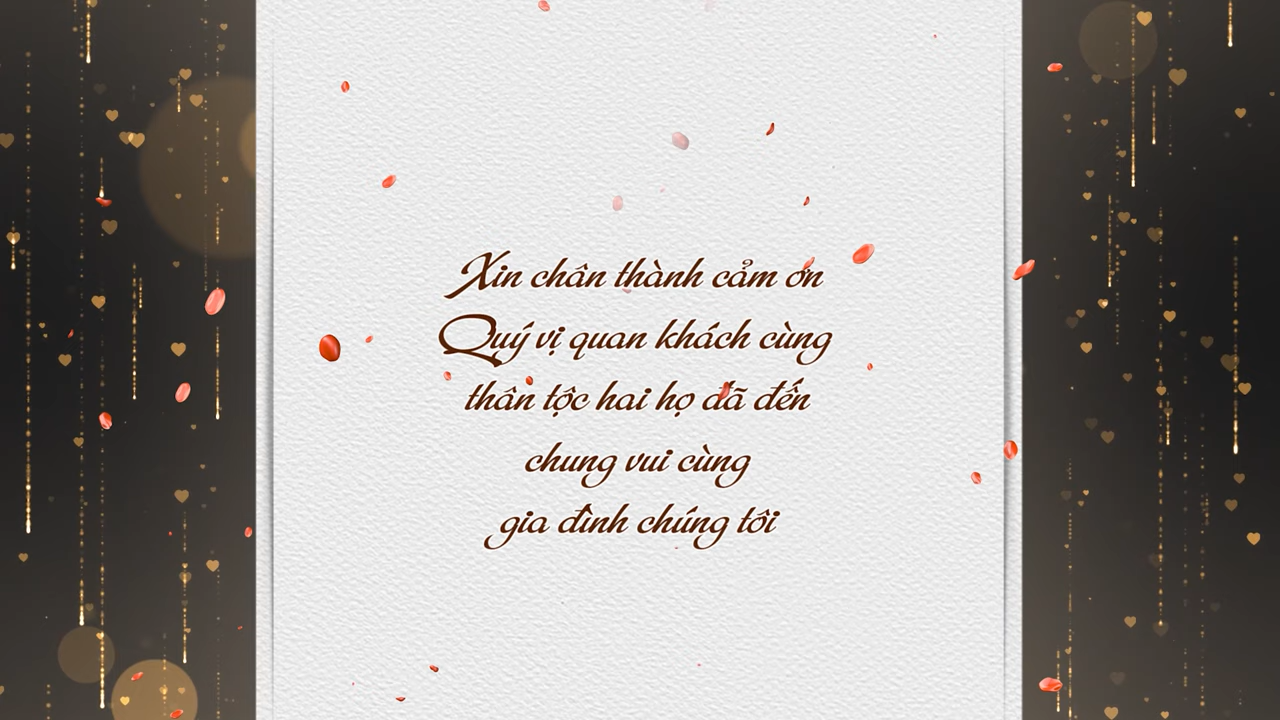 Xin chân thành cảm ơn
Quý vị quan khách cùng
thân tộc hai họ đã đến
chung vui cùng
gia đình chúng tôi